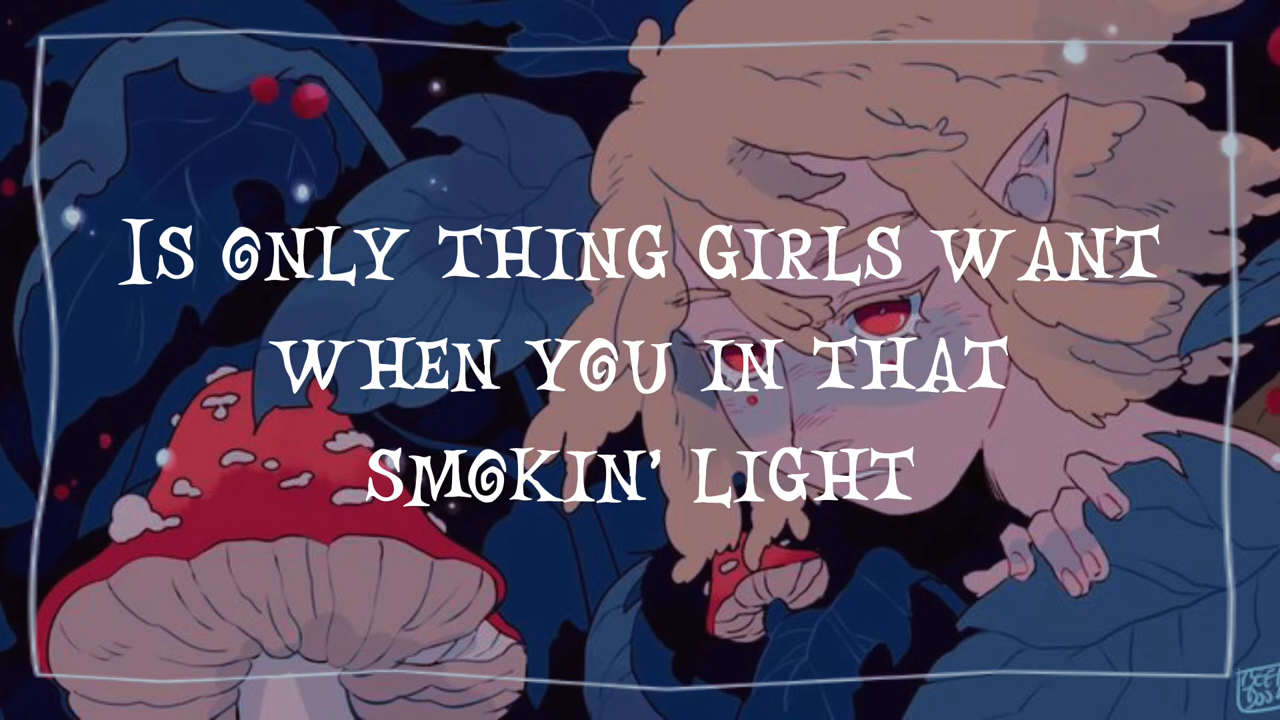 Is only thing girls want
when you in that
smokin’ light